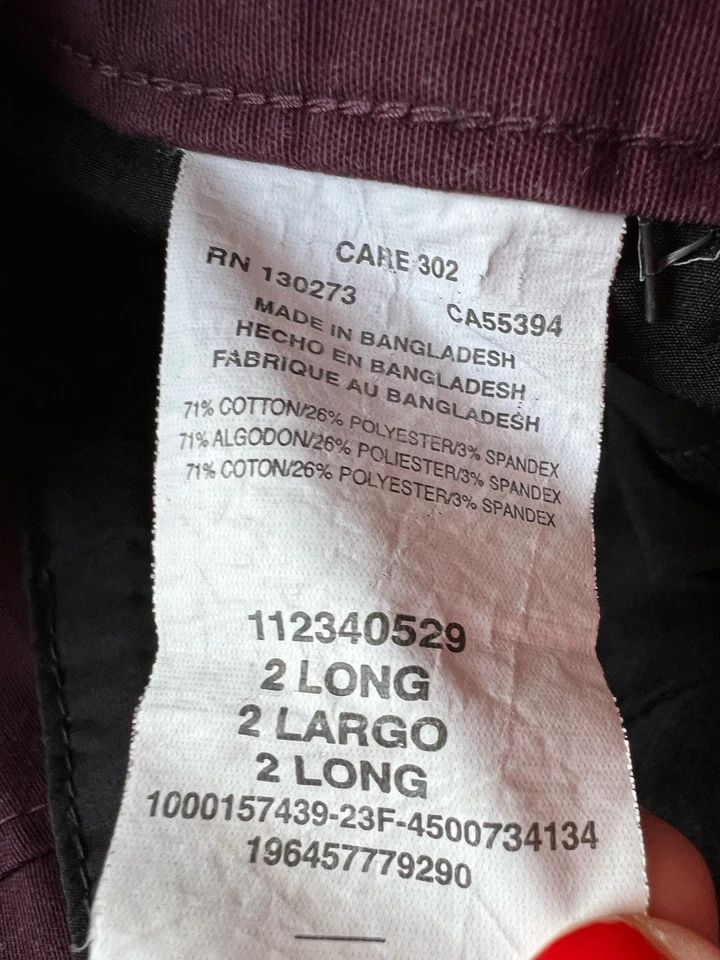 CARE 302
RN 130273 CA55394
MADE IN BANGLADESH
HECHO EN BANGLADESH
FABRIQUE AU BANGLADESH
71% COTTON/26% POLYESTER/3% SPANDEX
71% ALGODON/26% POLIESTER/3% SPANDEX
71% COTON/26% POLYESTER/3% SPANDEX
112340529
2 LONG
2 LARGO
2 LONG
1000157439-23F-4500734134
196457779290